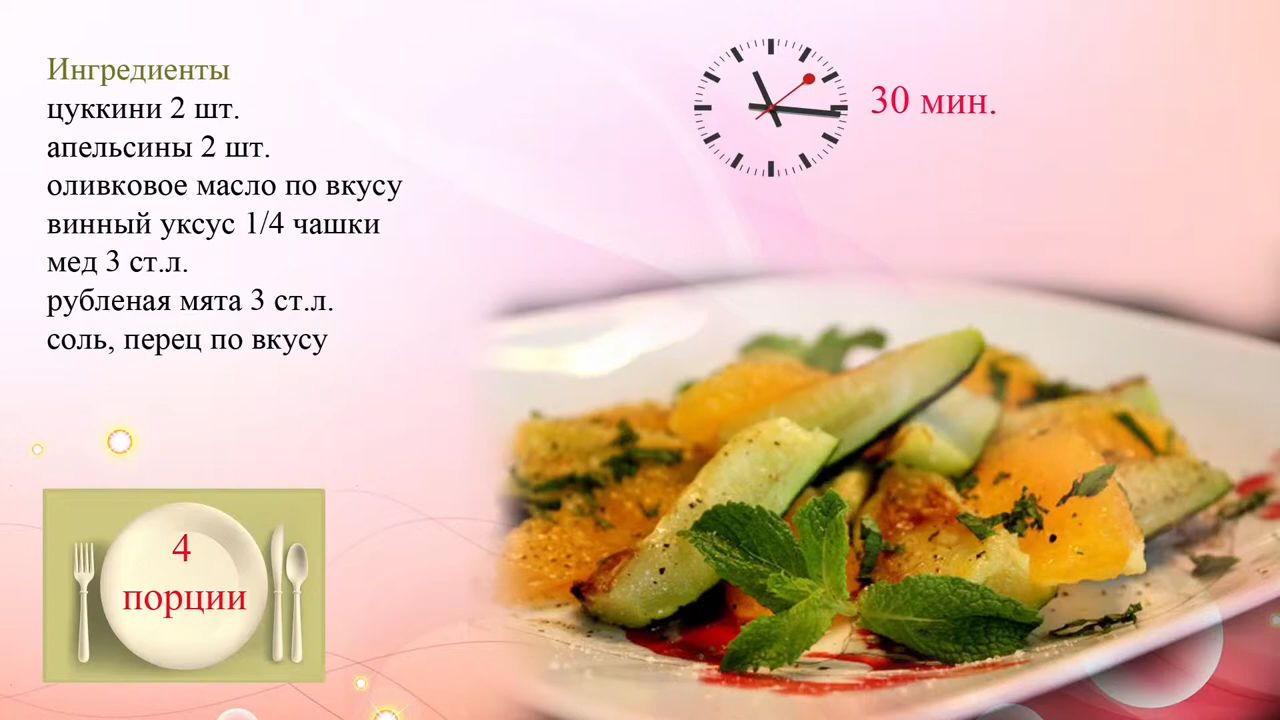 Ингредиенты
цуккини 2 шт.
апельсины 2 шт.
оливковое масло по вкусу
винный уксус 1/4 чашки
мед 3 ст.л.
рубленая мята 3 ст.л.
соль, перец по вкусу
30 мин.
4
порции